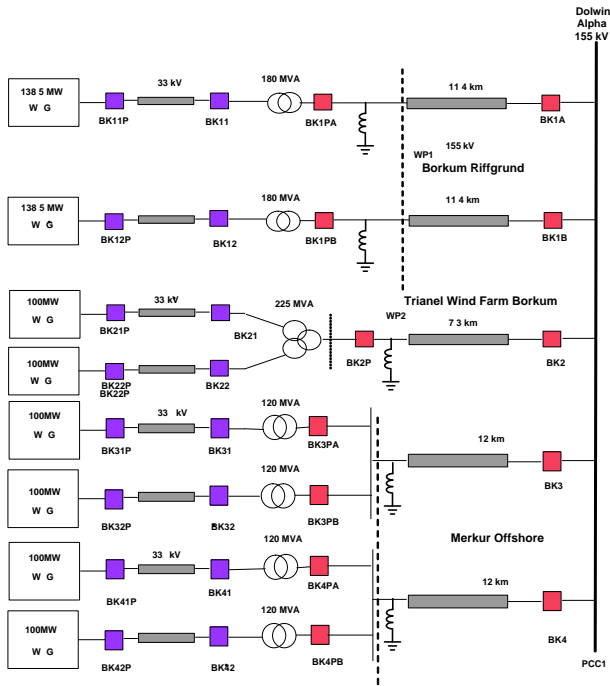 Dolwin
Alpha
155 kV
138 5 MW
W G
33 kV
180 MVA
11 4 km
BK11P
BK11
BK1PA
BK1A
WP1
155 kV
Borkum Riffgrund
138 5 MW
W G
180 MVA
11 4 km
BK12P
BK12
BK1PB
BK1B
100MW
W G
33 kV
225 MVA
Trianel Wind Farm Borkum
WP2
7 3 km
BK21P
BK21
BK2P
BK2
100MW
W G
BK22P
BK22P
BK22
100MW
W G
33 kV
120 MVA
12 km
BK31P
BK31
BK3PA
BK3
100MW
W G
120 MVA
BK32P
BK32
BK3PB
Merkur Offshore
100MW
W G
33 kV
120 MVA
12 km
BK41P
BK41
BK4PA
BK4
100MW
W G
120 MVA
BK42P
BK42
BK4PB
PCC1